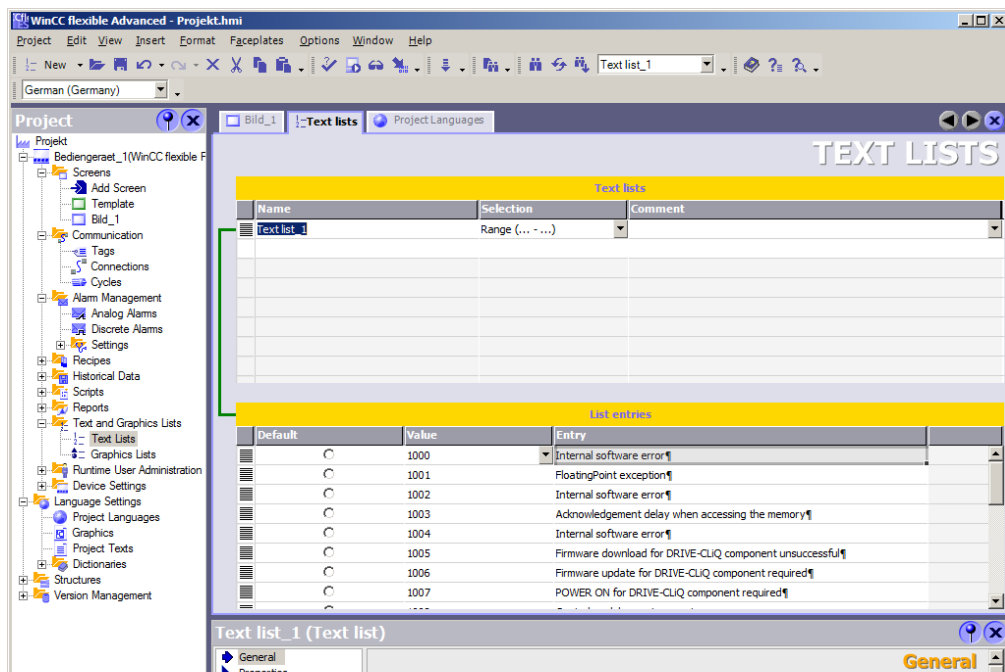 WinCC flexible Advanced - Projekt.hmi
Project Edit View Insert Format Faceplates Options Window Help
New Text list_1
German (Germany)
Project
Projekt
Bediengeraet_1(WinCC flexible F
Screens
Add Screen
Template
Bild_1
Communication
Tags
Connections
Cycles
Alarm Management
Analog Alarms
Discrete Alarms
Settings
Recipes
Historical Data
Scripts
Reports
Text and Graphics Lists
Text Lists
Graphics Lists
Runtime User Administration
Device Settings
Language Settings
Project Languages
Graphics
Project Texts
Dictionaries
Structures
Version Management
Bild_1 Text lists Project Languages
TEXT LISTS
Text lists
Name Selection Comment
Text list_1 Range (... - ...)
List entries
Default Value Entry
1000 Internal software error¶
1001 FloatingPoint exception¶
1002 Internal software error¶
1003 Acknowledgement delay when accessing the memory¶
1004 Internal software error¶
1005 Firmware download for DRIVE-CLiQ component unsuccessful¶
1006 Firmware update for DRIVE-CLiQ component required¶
1007 POWER ON for DRIVE-CLiQ component required¶
Text list_1 (Text list)
General
General